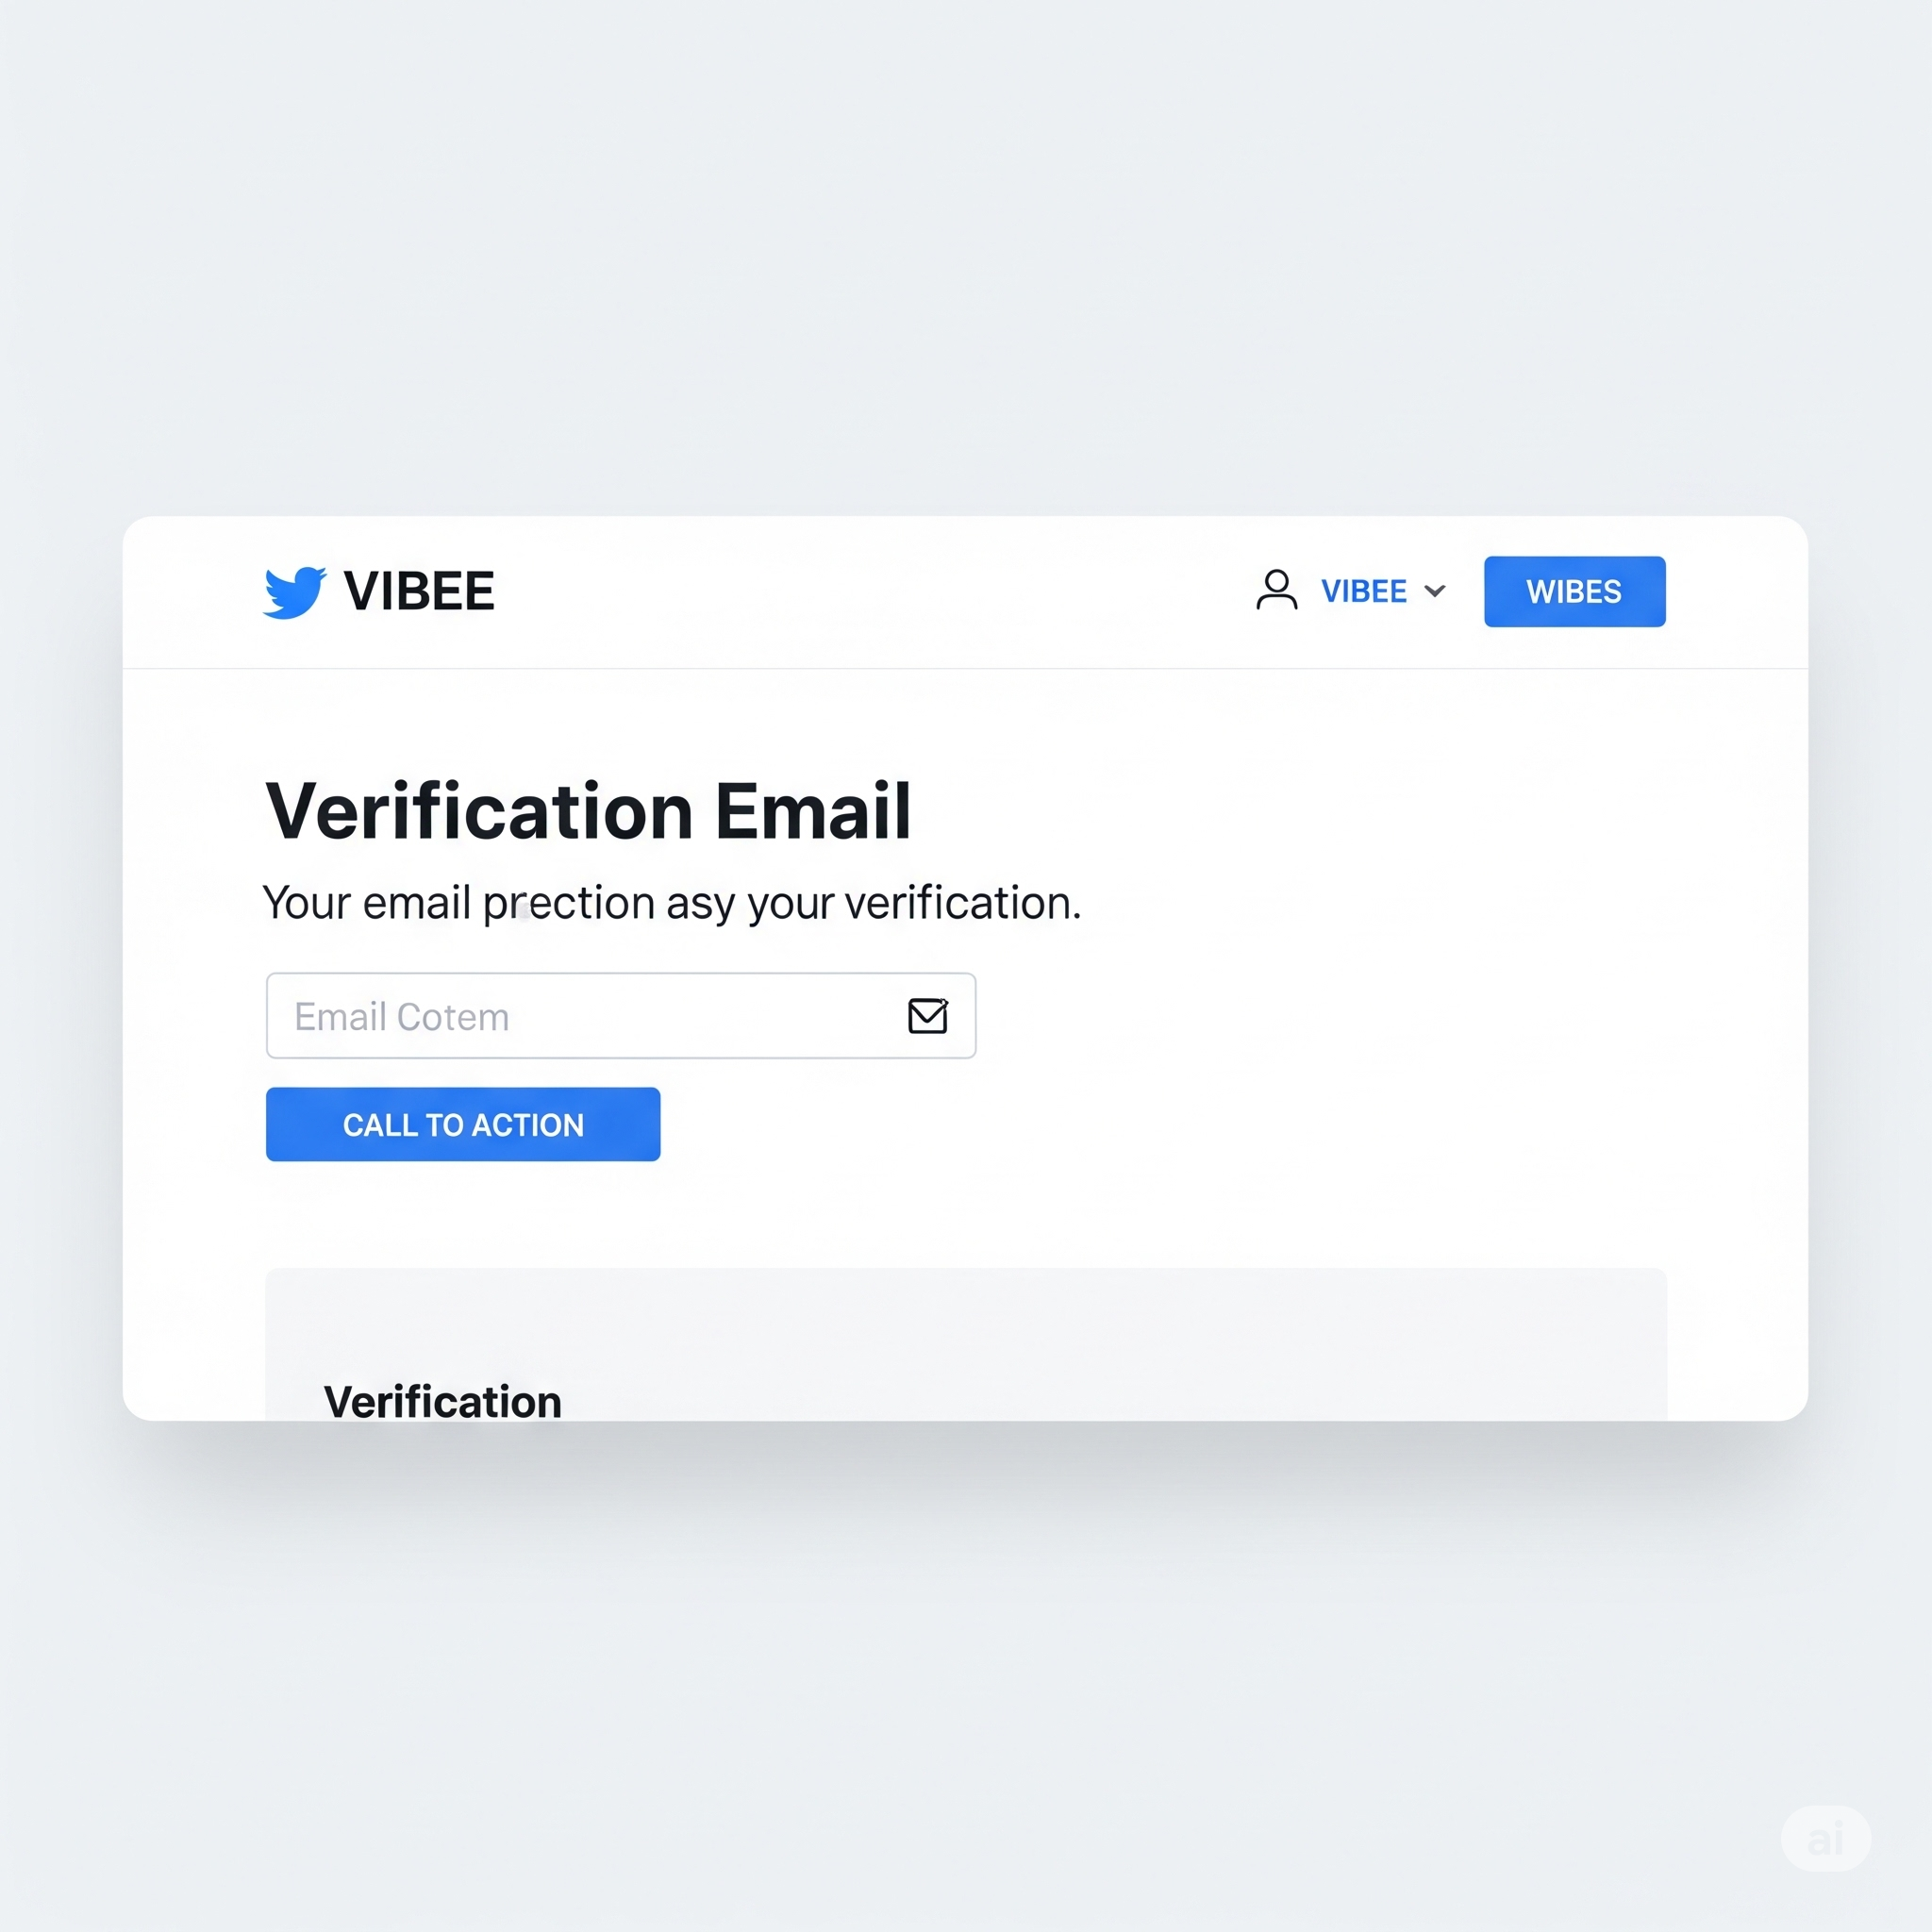 VIBEE
VIBEE
WIBES
Verification Email
Your email prection asy your verification.
Email Cotem
CALL TO ACTION
Verification
ai